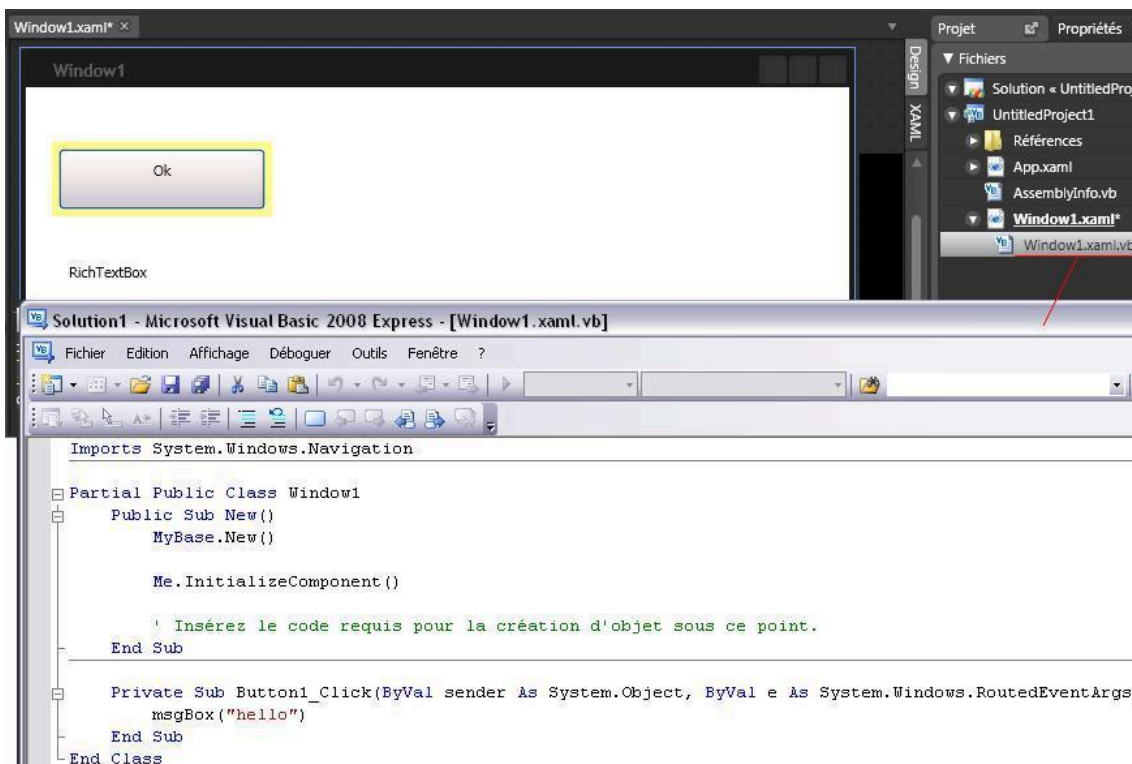 Window1.xaml* ×
Projet
Propriétés
Window1
Design
XAML
Fichiers
Solution « UntitledProj
UntitledProject1
Références
App.xaml
AssemblyInfo.vb
Window1.xaml*
Window1.xaml.vb
Ok
RichTextBox
Solution1 - Microsoft Visual Basic 2008 Express - [Window1.xaml.vb]
Fichier Edition Affichage Déboguer Outils Fenêtre ?
Imports System.Windows.Navigation
Partial Public Class Window1
Public Sub New()
MyBase.New()
Me.InitializeComponent()
' Insérez le code requis pour la création d'objet sous ce point.
End Sub
Private Sub Button1_Click(ByVal sender As System.Object, ByVal e As System.Windows.RoutedEventArgs
msgBox("hello")
End Sub
End Class